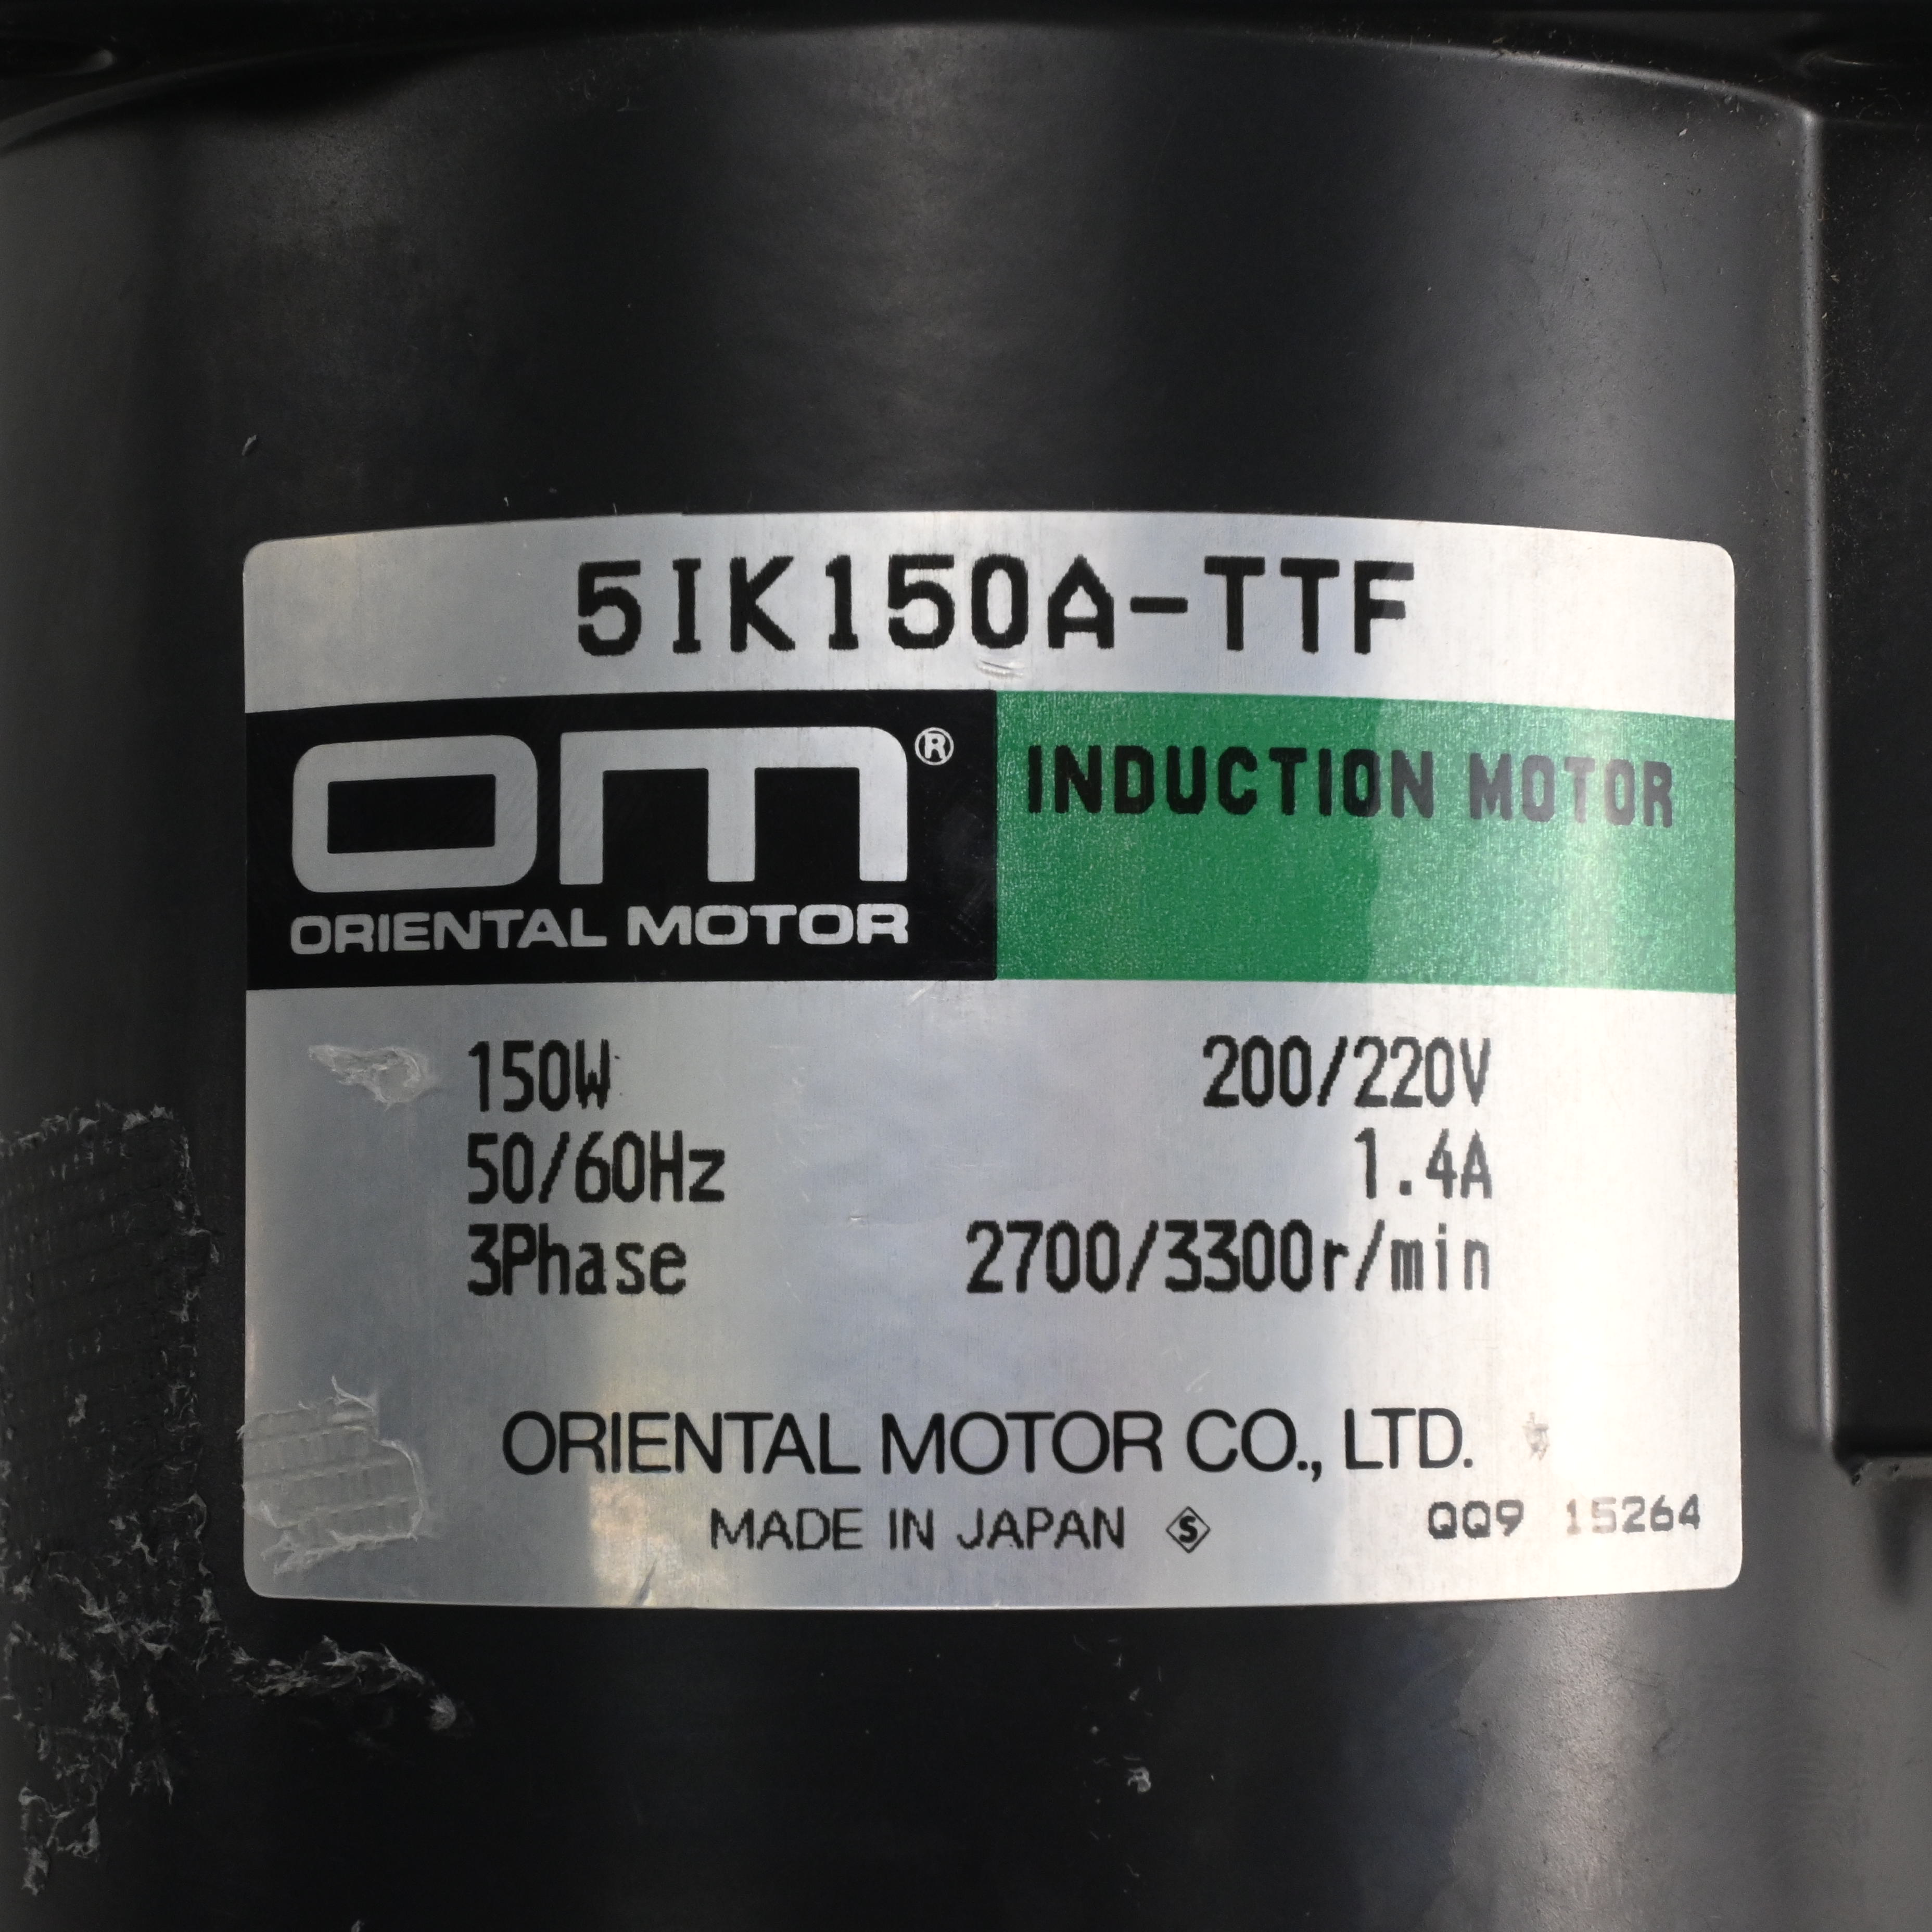 5IK150A-TTF
om®
ORIENTAL MOTOR
INDUCTION MOTOR
150W 200/220V
50/60Hz 1.4A
3Phase 2700/3300r/min
ORIENTAL MOTOR CO., LTD.
MADE IN JAPAN S QQ9 15264